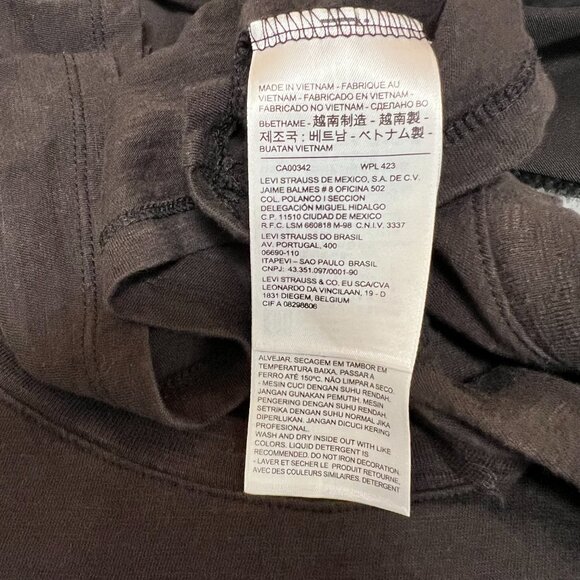 MADE IN VIETNAM - FABRIQUE AU
VIETNAM - FABRICADO EN VIETNAM -
FABRICADO NO VIETNAM - СДЕЛАНО ВО
ВЬЕТНАМЕ - 越南制造 - 越南製 -
제조국 : 베트남 - ベトナム製 -
BUATAN VIETNAM
CA00342 WPL 423
LEVI STRAUSS DE MEXICO, S.A. DE C.V.
JAIME BALMES # 8 OFICINA 502
COL. POLANCO I SECCION
DELEGACIÓN MIGUEL HIDALGO
C.P. 11510 CIUDAD DE MEXICO
R.F.C. LSM 660818 M-98 C.N.I.V. 3337
LEVI STRAUSS DO BRASIL
AV. PORTUGAL, 400
06690-110
ITAPEVI – SAO PAULO BRASIL
CNPJ: 43.351.097/0001-90
LEVI STRAUSS & CO. EU SCA/CVA
LEONARDO DA VINCILAAN, 19 - D
1831 DIEGEM, BELGIUM
CIF A 08298806
ALVEJAR. SECAGEM EM TAMBOR EM
TEMPERATURA BAIXA. PASSAR A
FERRO ATÉ 150ºC. NÃO LIMPAR A SECO.
- MESIN CUCI DENGAN SUHU RENDAH.
JANGAN GUNAKAN PEMUTIH. MESIN
PENGERING DENGAN SUHU RENDAH.
SETRIKA DENGAN SUHU NORMAL JIKA
DIPERLUKAN. JANGAN DICUCI KERING
PROFESIONAL.
WASH AND DRY INSIDE OUT WITH LIKE
COLORS. LIQUID DETERGENT IS
RECOMMENDED. DO NOT IRON DECORATION.
- LAVER ET SECHER LE PRODUIT RETOURNE,
AVEC DES COULEURS SIMILAIRES. DETERGENT